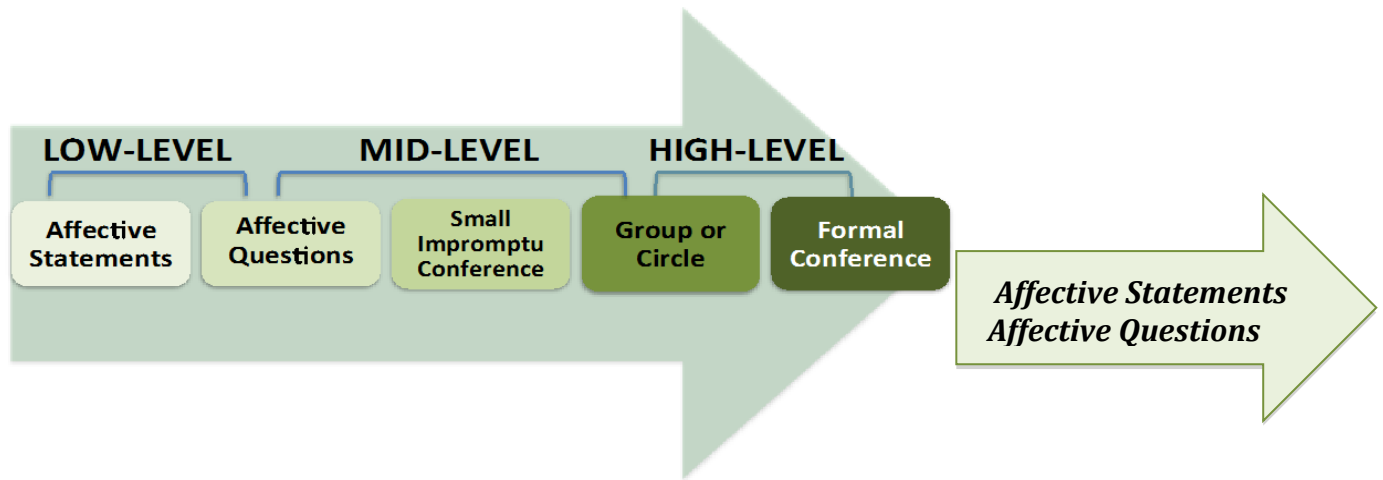 LOW-LEVEL
MID-LEVEL
HIGH-LEVEL
Affective
Statements
Affective
Questions
Small
Impromptu
Conference
Group or
Circle
Formal
Conference
Affective Statements
Affective Questions